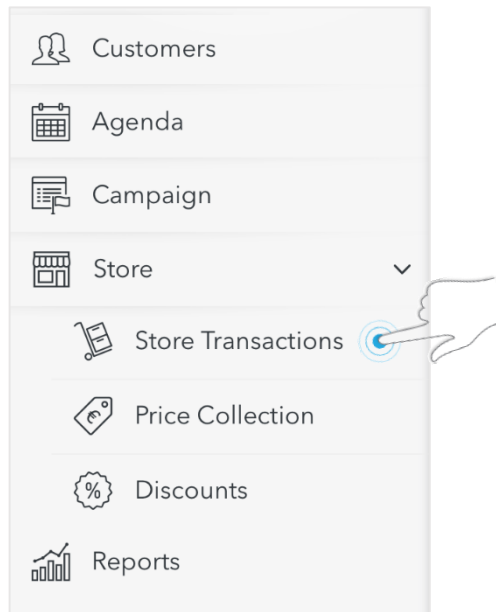 Customers
Agenda
Campaign
Store
Store Transactions
€
Price Collection
%
Discounts
Reports